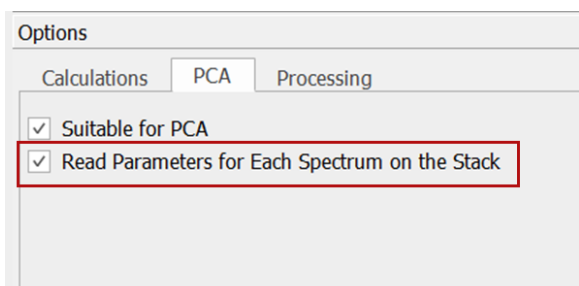 Options
Calculations PCA Processing
Suitable for PCA
Read Parameters for Each Spectrum on the Stack